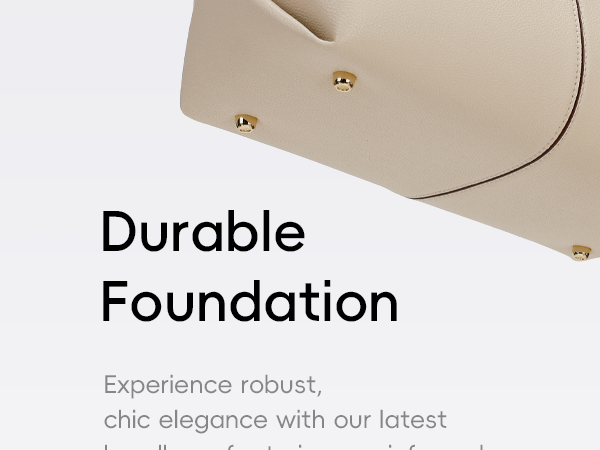 Durable
Foundation
Experience robust,
chic elegance with our latest